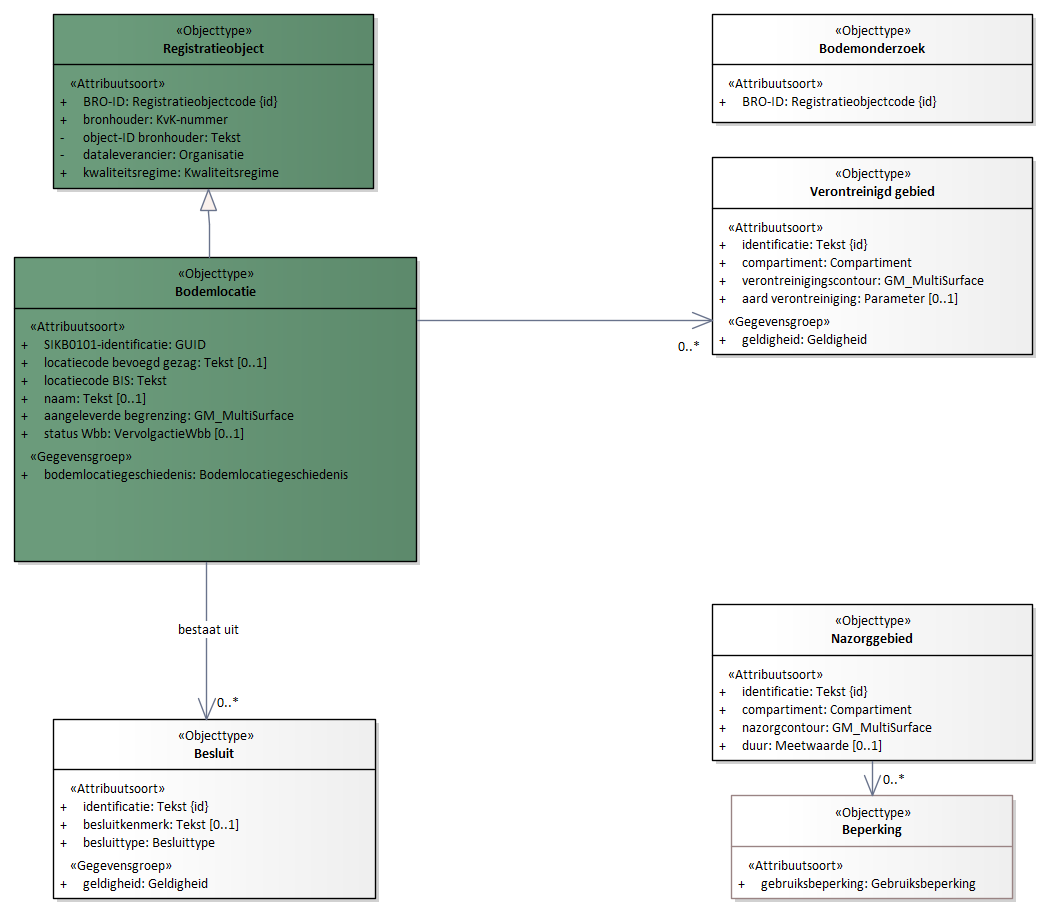 «Objecttype»
Registratieobject
«Attribuutsoort»
+ BRO-ID: Registratieobjectcode {id}
+ bronhouder: KvK-nummer
- object-ID bronhouder: Tekst
- dataleverancier: Organisatie
+ kwaliteitsregime: Kwaliteitsregime
«Objecttype»
Bodemonderzoek
«Attribuutsoort»
+ BRO-ID: Registratieobjectcode {id}
«Objecttype»
Verontreinigd gebied
«Attribuutsoort»
+ identificatie: Tekst {id}
+ compartiment: Compartiment
+ verontreinigingscontour: GM_MultiSurface
+ aard verontreiniging: Parameter [0..1]
«Gegevensgroep»
+ geldigheid: Geldigheid
«Objecttype»
Bodemlocatie
«Attribuutsoort»
+ SIKB0101-identificatie: GUID
+ locatiecode bevoegd gezag: Tekst [0..1]
+ locatiecode BIS: Tekst
+ naam: Tekst [0..1]
+ aangeleverde begrenzing: GM_MultiSurface
+ status Wbb: VervolgactieWbb [0..1]
«Gegevensgroep»
+ bodemlocatiegeschiedenis: Bodemlocatiegeschiedenis
0..*
bestaat uit
0..*
«Objecttype»
Besluit
«Attribuutsoort»
+ identificatie: Tekst {id}
+ besluitkenmerk: Tekst [0..1]
+ besluittype: Besluittype
«Gegevensgroep»
+ geldigheid: Geldigheid
«Objecttype»
Nazorggebied
«Attribuutsoort»
+ identificatie: Tekst {id}
+ compartiment: Compartiment
+ nazorgcontour: GM_MultiSurface
+ duur: Meetwaarde [0..1]
0..*
«Objecttype»
Beperking
«Attribuutsoort»
+ gebruiksbeperking: Gebruiksbeperking